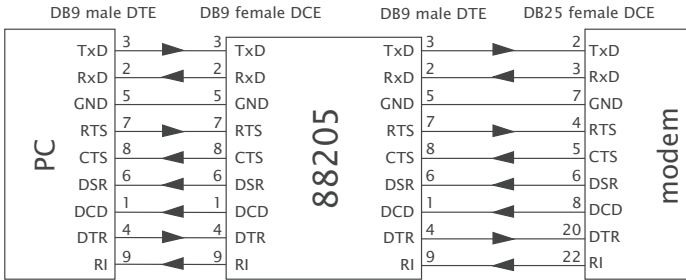 DB9 male DTE DB9 female DCE DB9 male DTE DB25 female DCE
TxD 3 3 TxD TxD 3 2 TxD
RxD 2 2 RxD RxD 2 3 RxD
GND 5 5 GND GND 5 7 GND
RTS 7 7 RTS RTS 7 4 RTS
CTS 8 8 CTS CTS 8 5 CTS
DSR 6 6 DSR DSR 6 6 DSR
DCD 1 1 DCD DCD 1 8 DCD
DTR 4 4 DTR DTR 4 20 DTR
RI 9 9 RI RI 9 22 RI
PC
88205
modem